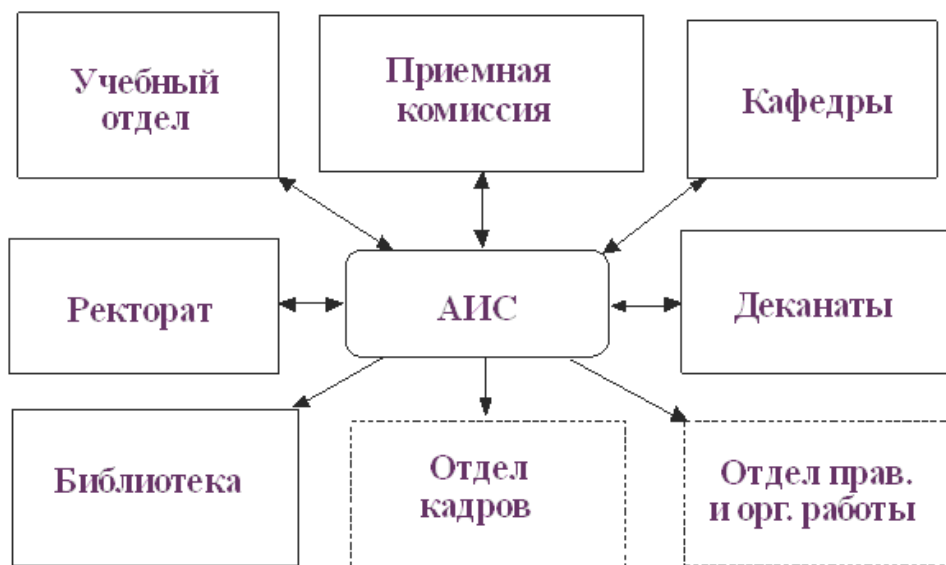 Учебный
отдел
Приемная
комиссия
Кафедры
Ректорат
АИС
Деканаты
Библиотека
Отдел
кадров
Отдел прав.
и орг. работы